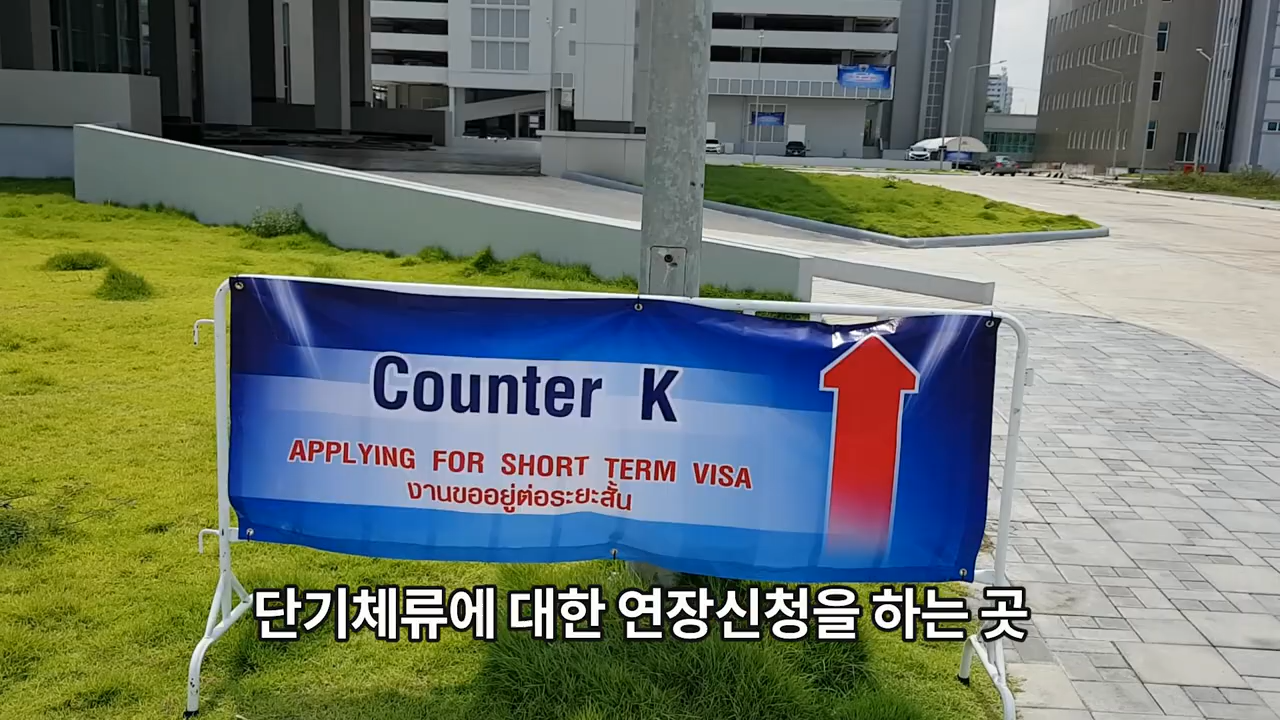 Counter K
APPLYING FOR SHORT TERM VISA
งานขออยู่ต่อระยะสั้น
단기체류에 대한 연장신청을 하는 곳